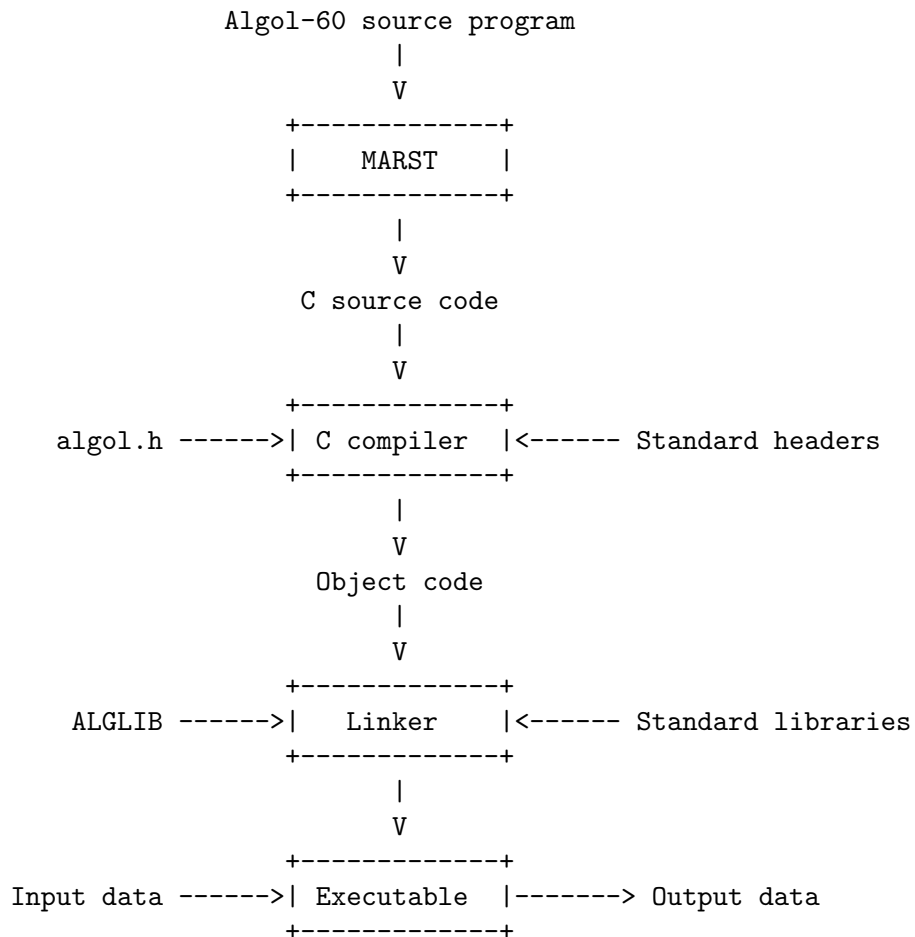 Algol-60 source program
|
V
+-------------+
|    MARST    |
+-------------+
|
V
C source code
|
V
+-------------+
algol.h ------>| C compiler  |<------ Standard headers
+-------------+
|
V
Object code
|
V
+-------------+
ALGLIB ------>|   Linker    |<------ Standard libraries
+-------------+
|
V
+-------------+
Input data ------>| Executable  |-------> Output data
+-------------+